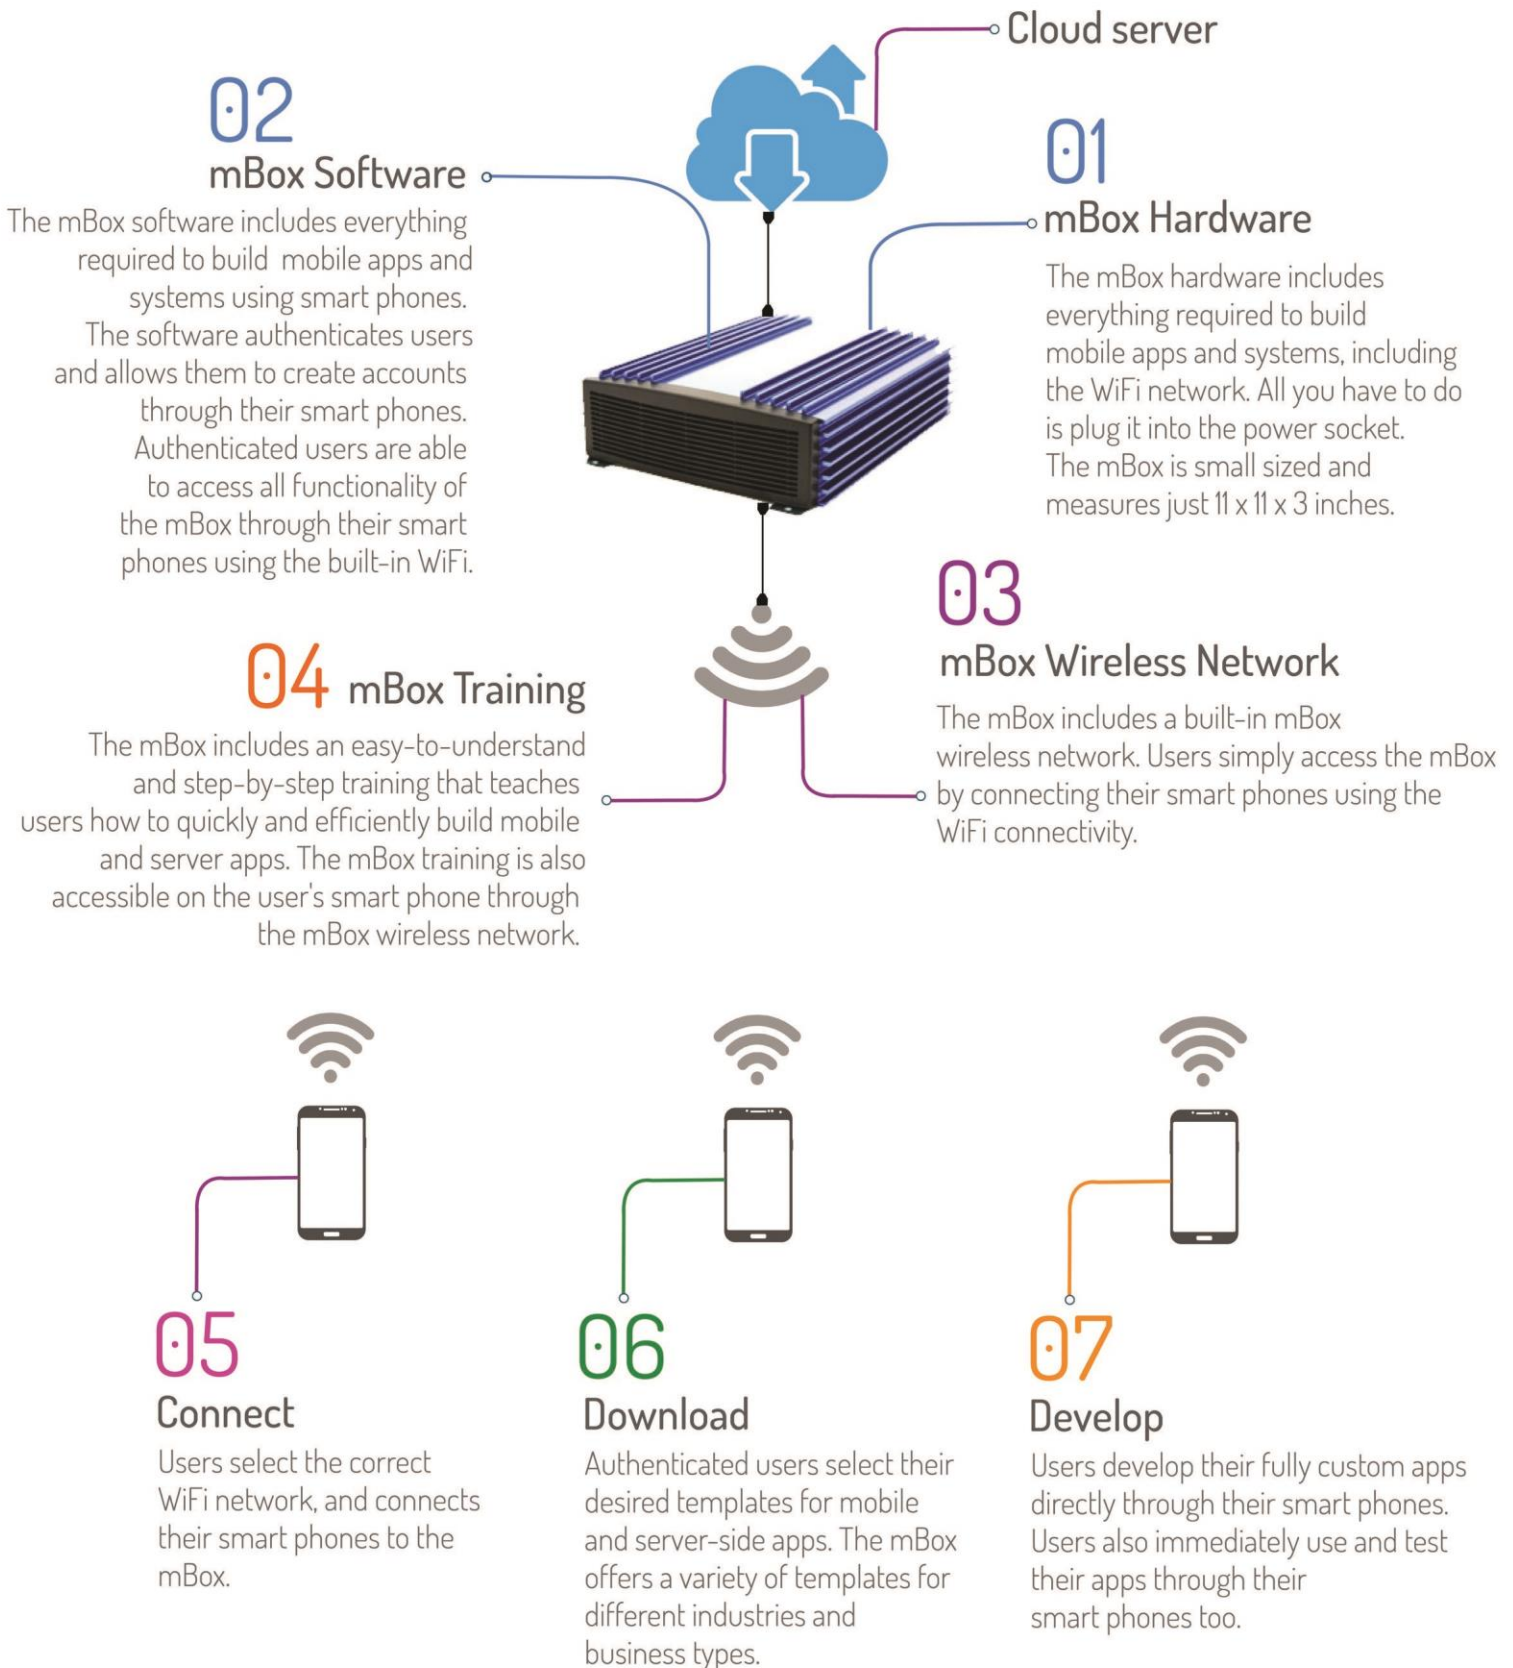 Cloud server
02
mBox Software
The mBox software includes everything
required to build mobile apps and
systems using smart phones.
The software authenticates users
and allows them to create accounts
through their smart phones.
Authenticated users are able
to access all functionality of
the mBox through their smart
phones using the built-in WiFi.
01
mBox Hardware
The mBox hardware includes
everything required to build
mobile apps and systems, including
the WiFi network. All you have to do
is plug it into the power socket.
The mBox is small sized and
measures just 11 x 11 x 3 inches.
03
mBox Wireless Network
The mBox includes a built-in mBox
wireless network. Users simply access the mBox
by connecting their smart phones using the
WiFi connectivity.
04 mBox Training
The mBox includes an easy-to-understand
and step-by-step training that teaches
users how to quickly and efficiently build mobile
and server apps. The mBox training is also
accessible on the user's smart phone through
the mBox wireless network.
05
Connect
Users select the correct
WiFi network, and connects
their smart phones to the
mBox.
06
Download
Authenticated users select their
desired templates for mobile
and server-side apps. The mBox
offers a variety of templates for
different industries and
business types.
07
Develop
Users develop their fully custom apps
directly through their smart phones.
Users also immediately use and test
their apps through their
smart phones too.